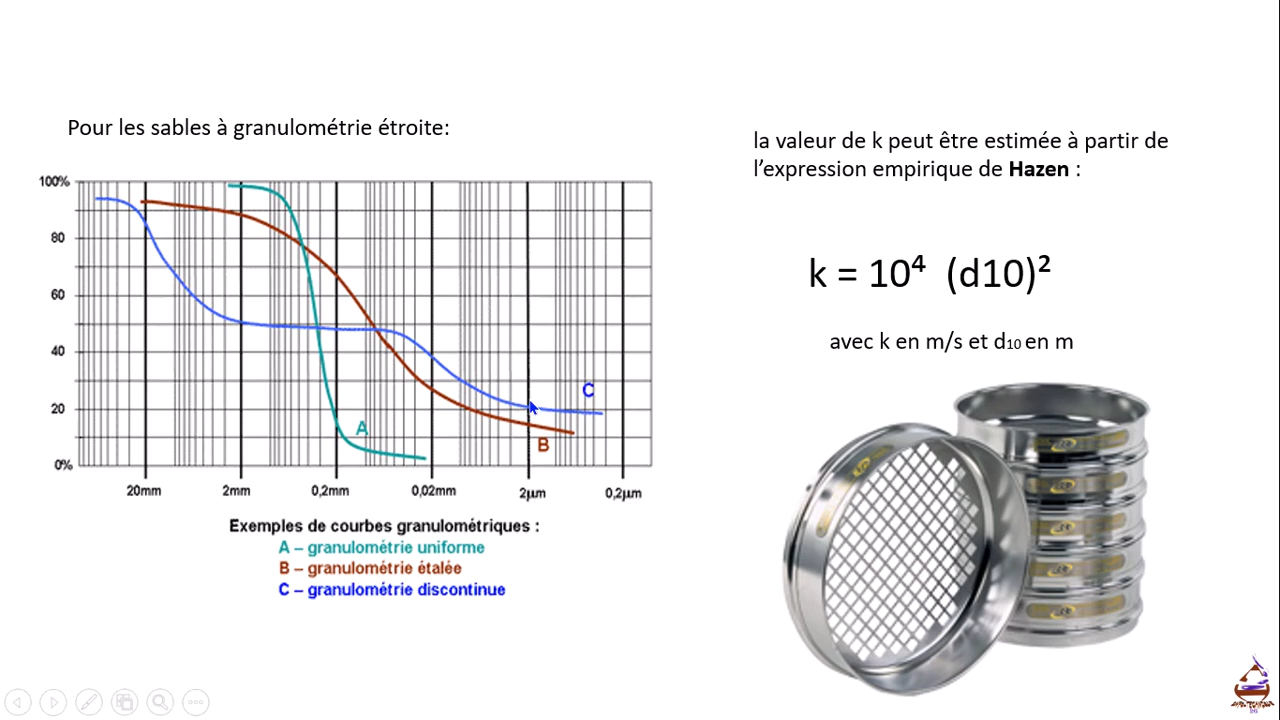 Pour les sables à granulométrie étroite:
la valeur de k peut être estimée à partir de
l’expression empirique de Hazen :
k = 10⁴ (d10)²
avec k en m/s et d₁₀ en m
100%
80
60
40
20
0%
20mm
2mm
0,2mm
0,02mm
2µm
0,2µm
A
B
C
Exemples de courbes granulométriques :
A – granulométrie uniforme
B – granulométrie étalée
C – granulométrie discontinue